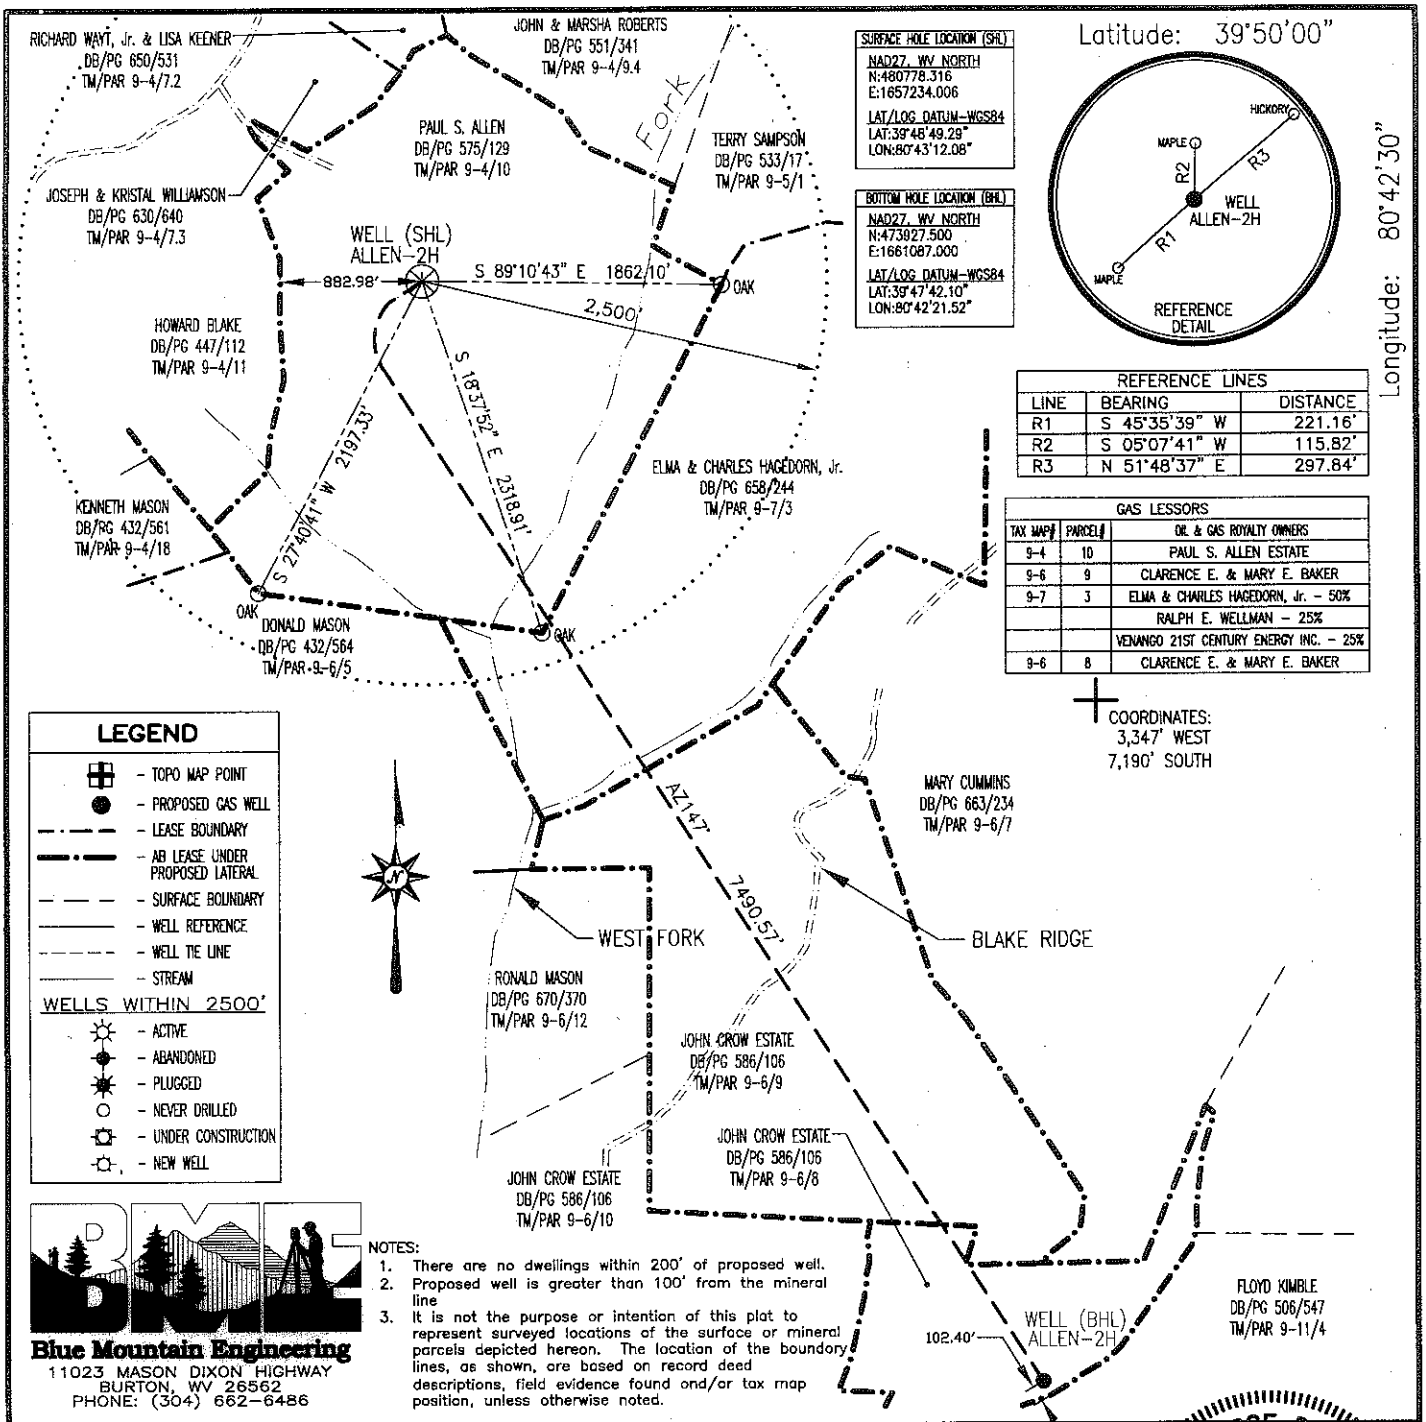 RICHARD WAYT, Jr. & LISA KEENER
DB/PG 650/531
TM/PAR 9-4/7.2
JOHN & MARSHA ROBERTS
DB/PG 551/341
TM/PAR 9-4/9.4
PAUL S. ALLEN
DB/PG 575/129
TM/PAR 9-4/10
Fork
TERRY SAMPSON
DB/PG 533/17
TM/PAR 9-5/1
JOSEPH & KRISTAL WILLIAMSON
DB/PG 630/640
TM/PAR 9-4/7.3
WELL (SHL)
ALLEN-2H
882.98'
S 89°10'43" E 1862.10'
OAK
2,500'
HOWARD BLAKE
DB/PG 447/112
TM/PAR 9-4/11
S 18°37'52" E 2318.91'
S 27°40'41" W 2197.33'
ELMA & CHARLES HAGEDORN, Jr.
DB/PG 658/244
TM/PAR 9-7/3
KENNETH MASON
DB/PG 432/561
TM/PAR 9-4/18
OAK
OAK
DONALD MASON
DB/PG 432/564
TM/PAR 9-6/5
SURFACE HOLE LOCATION (SHL)
NAD27, WV NORTH
N:480778.316
E:1657234.006
LAT/LOG DATUM-WGS84
LAT:39°48'49.29"
LON:80°43'12.08"
BOTTOM HOLE LOCATION (BHL)
NAD27, WV NORTH
N:473927.500
E:1661087.000
LAT/LOG DATUM-WGS84
LAT:39°47'42.10"
LON:80°42'21.52"
Latitude: 39°50'00"
Longitude: 80°42'30"
HICKORY
MAPLE
R2
R3
WELL
ALLEN-2H
R1
MAPLE
REFERENCE
DETAIL
REFERENCE LINES
LINE BEARING DISTANCE
R1 S 45°35'39" W 221.16'
R2 S 05°07'41" W 115.82'
R3 N 51°48'37" E 297.84'
GAS LESSORS
TAX MAP# PARCEL# OIL & GAS ROYALTY OWNERS
9-4 10 PAUL S. ALLEN ESTATE
9-6 9 CLARENCE E. & MARY E. BAKER
9-7 3 ELMA & CHARLES HAGEDORN, Jr. - 50%
RALPH E. WELLMAN - 25%
VENANGO 21ST CENTURY ENERGY INC. - 25%
9-6 8 CLARENCE E. & MARY E. BAKER
COORDINATES:
3,347' WEST
7,190' SOUTH
LEGEND
- TOPO MAP POINT
- PROPOSED GAS WELL
- LEASE BOUNDARY
- AB LEASE UNDER
PROPOSED LATERAL
- SURFACE BOUNDARY
- WELL REFERENCE
- WELL TIE LINE
- STREAM
WELLS WITHIN 2500'
- ACTIVE
- ABANDONED
- PLUGGED
- NEVER DRILLED
- UNDER CONSTRUCTION
- NEW WELL
N
AZ147°
7490.57'
MARY CUMMINS
DB/PG 663/234
TM/PAR 9-6/7
WEST FORK
BLAKE RIDGE
RONALD MASON
DB/PG 670/370
TM/PAR 9-6/12
JOHN CROW ESTATE
DB/PG 586/106
TM/PAR 9-6/9
JOHN CROW ESTATE
DB/PG 586/106
TM/PAR 9-6/8
JOHN CROW ESTATE
DB/PG 586/106
TM/PAR 9-6/10
FLOYD KIMBLE
DB/PG 506/547
TM/PAR 9-11/4
WELL (BHL)
ALLEN-2H
102.40'
BME
Blue Mountain Engineering
11023 MASON DIXON HIGHWAY
BURTON, WV 26562
PHONE: (304) 662-6486
NOTES:
1. There are no dwellings within 200' of proposed well.
2. Proposed well is greater than 100' from the mineral
line
3. It is not the purpose or intention of this plat to
represent surveyed locations of the surface or mineral
parcels depicted hereon. The location of the boundary
lines, as shown, are based on record deed
descriptions, field evidence found and/or tax map
position, unless otherwise noted.